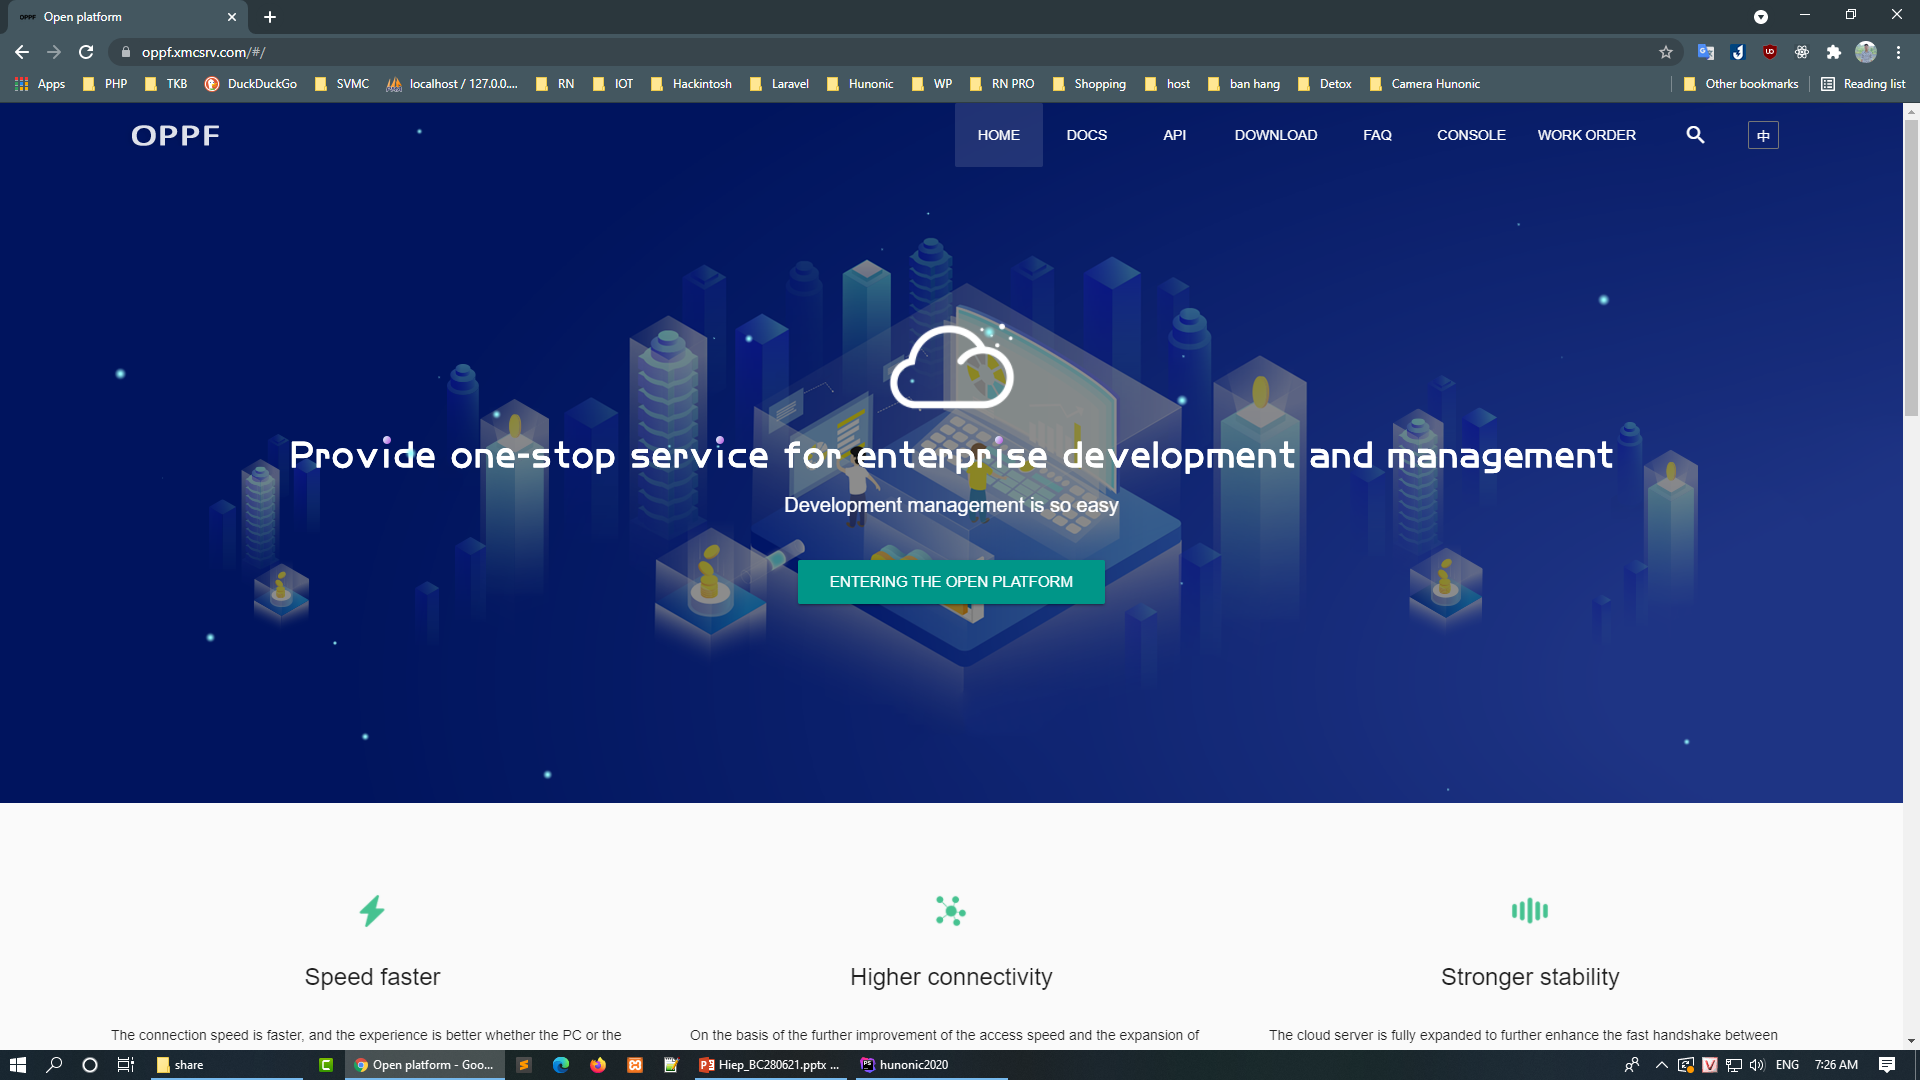 OPPF Open platform
oppf.xmcsrv.com/#/
Apps PHP TKB DuckDuckGo SVMC localhost / 127.0.0.... RN IOT Hackintosh Laravel Hunonic WP RN PRO Shopping host ban hang Detox Camera Hunonic Other bookmarks Reading list
OPPF HOME DOCS API DOWNLOAD FAQ CONSOLE WORK ORDER 中
Provide one-stop service for enterprise development and management
Development management is so easy
ENTERING THE OPEN PLATFORM
Speed faster Higher connectivity Stronger stability
The connection speed is faster, and the experience is better whether the PC or the On the basis of the further improvement of the access speed and the expansion of The cloud server is fully expanded to further enhance the fast handshake between
share Open platform - Goo... Hiep_BC280621.pptx ... hunonic2020 ENG 7:26 AM